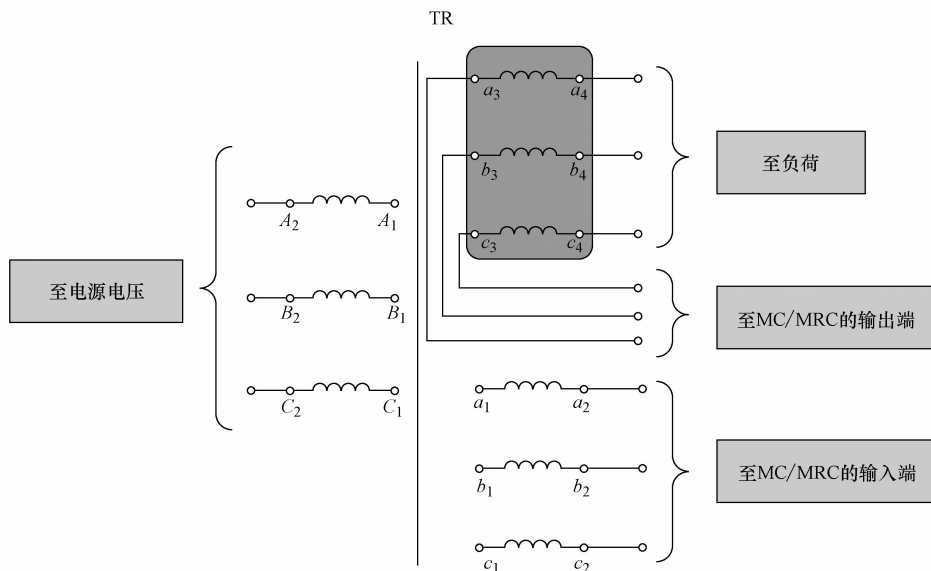 TR
a₃ a₄
b₃ b₄
c₃ c₄
至负荷
A₂ A₁
至电源电压
B₂ B₁
至MC/MRC的输出端
C₂ C₁
a₁ a₂
至MC/MRC的输入端
b₁ b₂
c₁ c₂